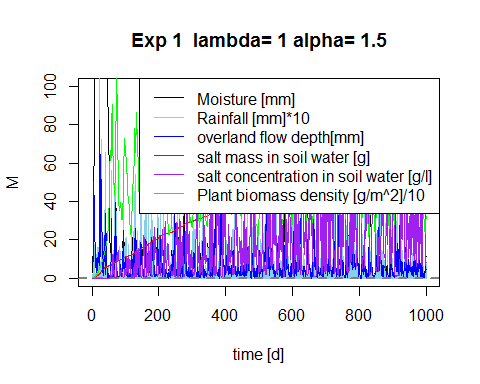 Exp 1  lambda= 1 alpha= 1.5
M
100
80
60
40
20
0
Moisture [mm]
Rainfall [mm]*10
overland flow depth[mm]
salt mass in soil water [g]
salt concentration in soil water [g/l]
Plant biomass density [g/m^2]/10
0 200 400 600 800 1000
time [d]